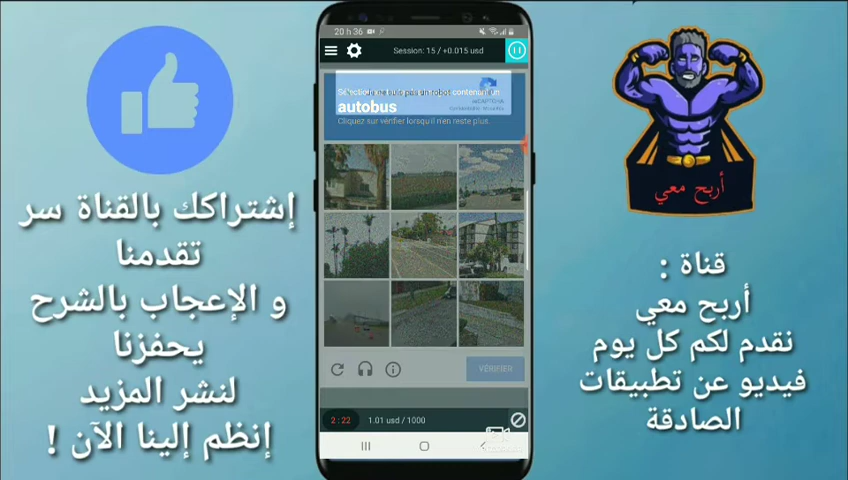 إشتراكك بالقناة سر
تقدمنا
و الإعجاب بالشرح
يحفزنا
لنشر المزيد
إنظم إلينا الآن !
20 h 36
Session: 15 / +0.015 usd
autobus
Cliquez sur vérifier lorsqu'il n'en reste plus.
VÉRIFIER
2 : 22
1.01 usd / 1000
أربح معي
قناة :
أربح معي
نقدم لكم كل يوم
فيديو عن تطبيقات
الصادقة